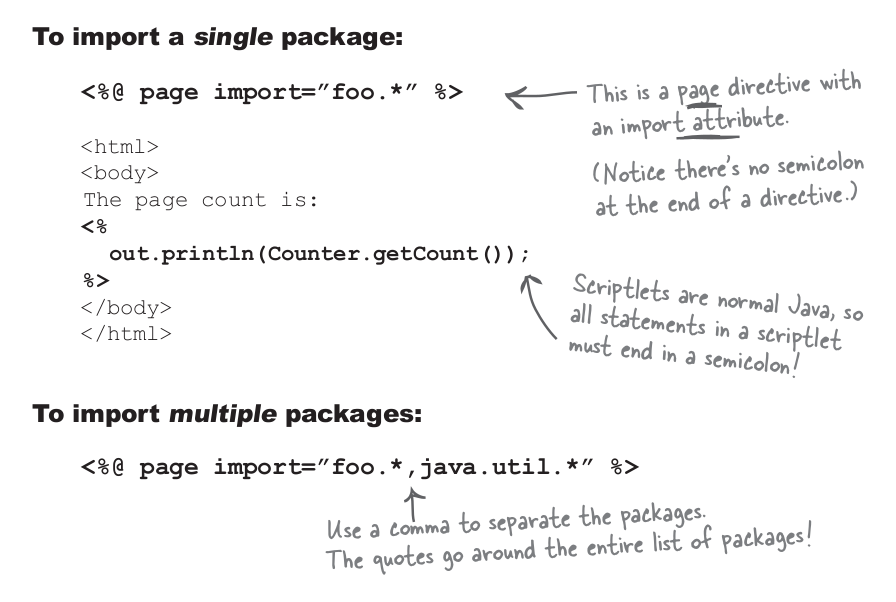 To import a single package:
<%@ page import="foo.*" %>
This is a page directive with
an import attribute.
(Notice there's no semicolon
at the end of a directive.)
<html>
<body>
The page count is:
<%
out.println(Counter.getCount());
%>
</body>
</html>
Scriptlets are normal Java, so
all statements in a scriptlet
must end in a semicolon!
To import multiple packages:
<%@ page import="foo.*,java.util.*" %>
Use a comma to separate the packages.
The quotes go around the entire list of packages!